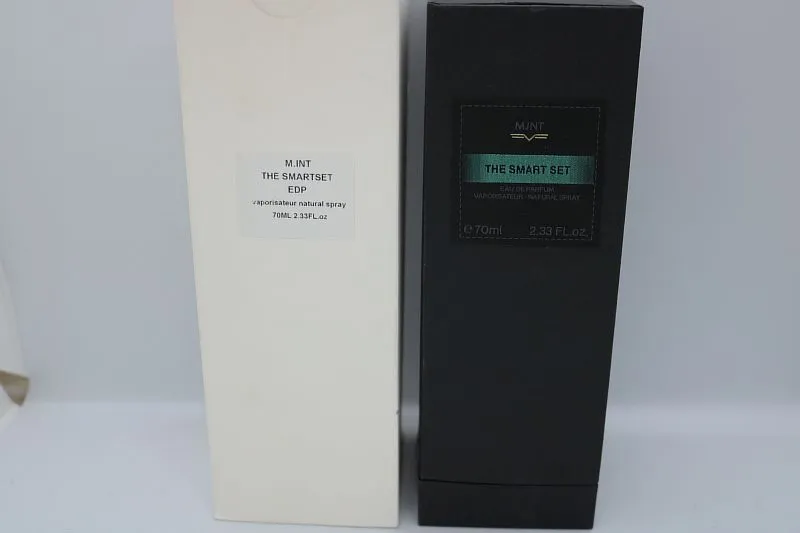 M.INT
THE SMARTSET
EDP
vaporisateur natural spray
70ML 2.33FL.oz
M.INT
THE SMART SET
EAU DE PARFUM
VAPORISATEUR - NATURAL SPRAY
℮70ml 2.33 FL.oz.